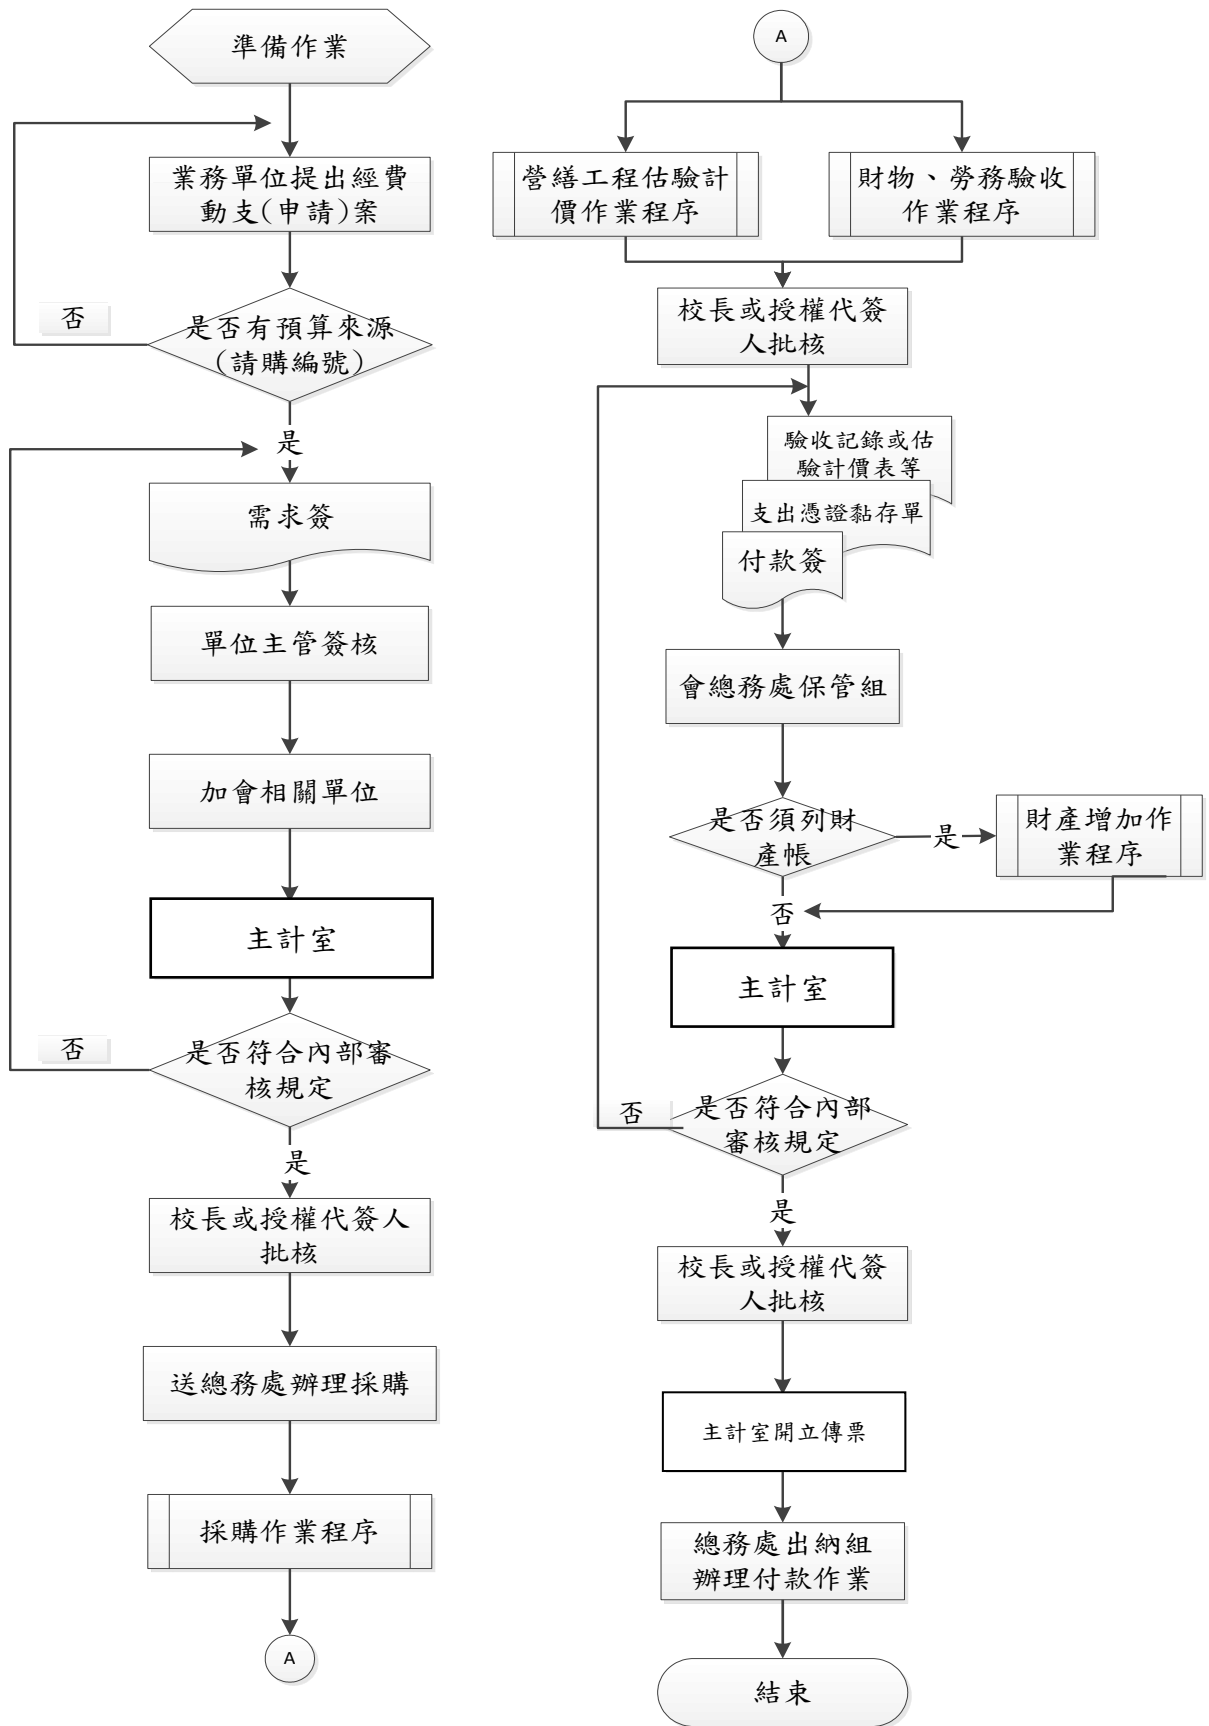 準備作業
業務單位提出經費
動支(申請)案
否
是否有預算來源
(請購編號)
是
需求簽
單位主管簽核
加會相關單位
主計室
否
是否符合內部審
核規定
是
校長或授權代簽人
批核
送總務處辦理採購
採購作業程序
A
A
營繕工程估驗計
價作業程序
財物、勞務驗收
作業程序
校長或授權代簽
人批核
驗收記錄或估
驗計價表等
支出憑證黏存單
付款簽
會總務處保管組
是否須列財
產帳
是
財產增加作
業程序
否
主計室
否
是否符合內部
審核規定
是
校長或授權代簽
人批核
主計室開立傳票
總務處出納組
辦理付款作業
結束